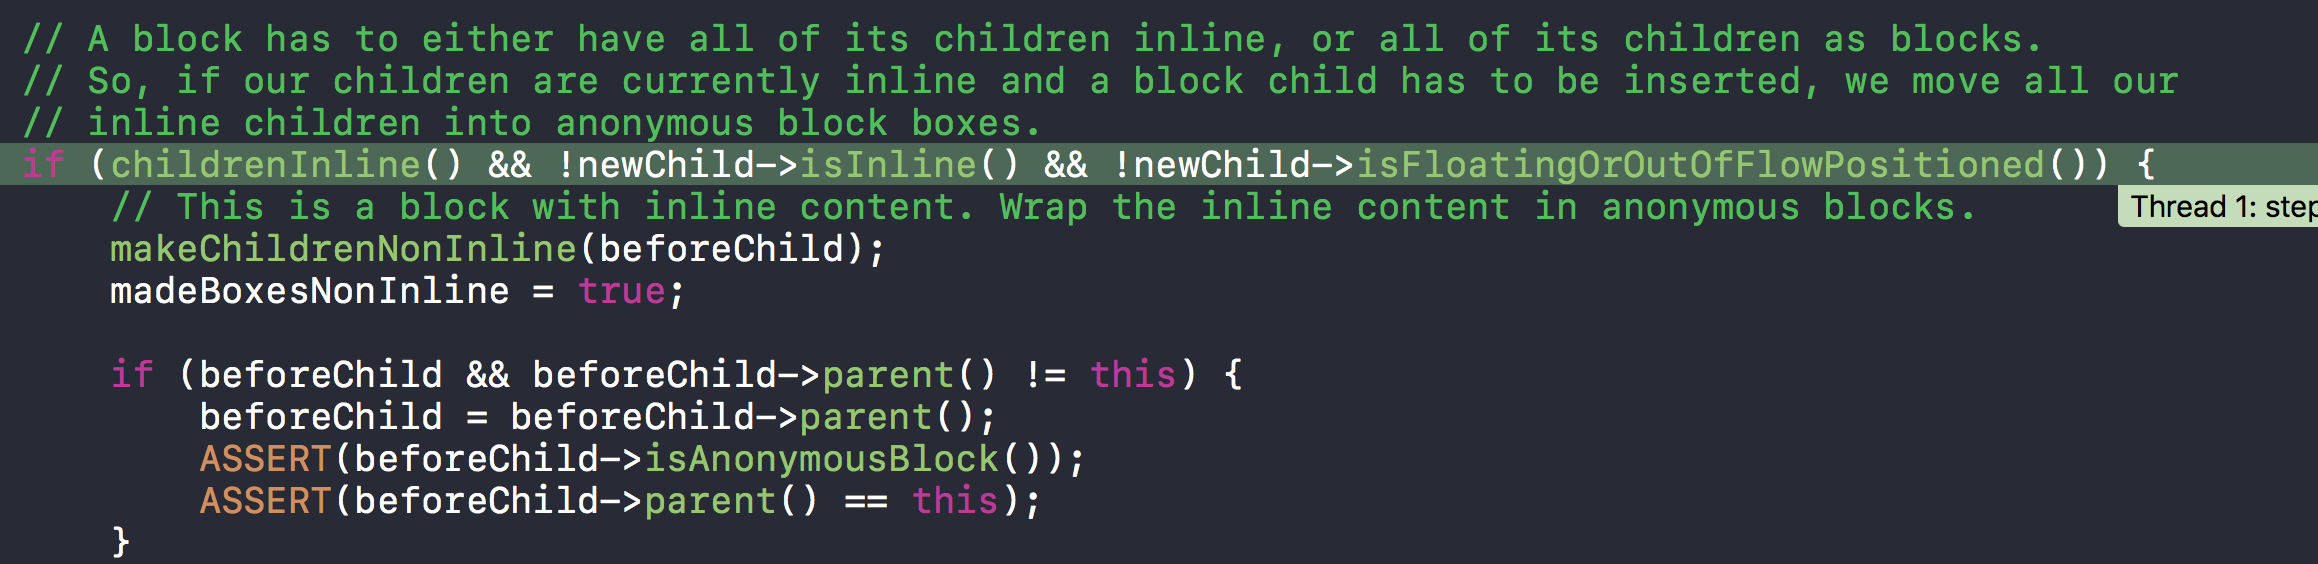 // A block has to either have all of its children inline, or all of its children as blocks.
// So, if our children are currently inline and a block child has to be inserted, we move all our
// inline children into anonymous block boxes.
if (childrenInline() && !newChild->isInline() && !newChild->isFloatingOrOutOfFlowPositioned()) {
    // This is a block with inline content. Wrap the inline content in anonymous blocks.
Thread 1: step
    makeChildrenNonInline(beforeChild);
    madeBoxesNonInline = true;

    if (beforeChild && beforeChild->parent() != this) {
        beforeChild = beforeChild->parent();
        ASSERT(beforeChild->isAnonymousBlock());
        ASSERT(beforeChild->parent() == this);
    }